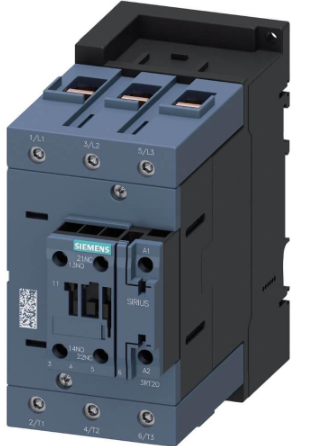 1/L1 3/L2 5/L3
SIEMENS
A1
21NC
13NO
SIRIUS
14NO
22NC
A2
3RT20
2/T1 4/T2 6/T3